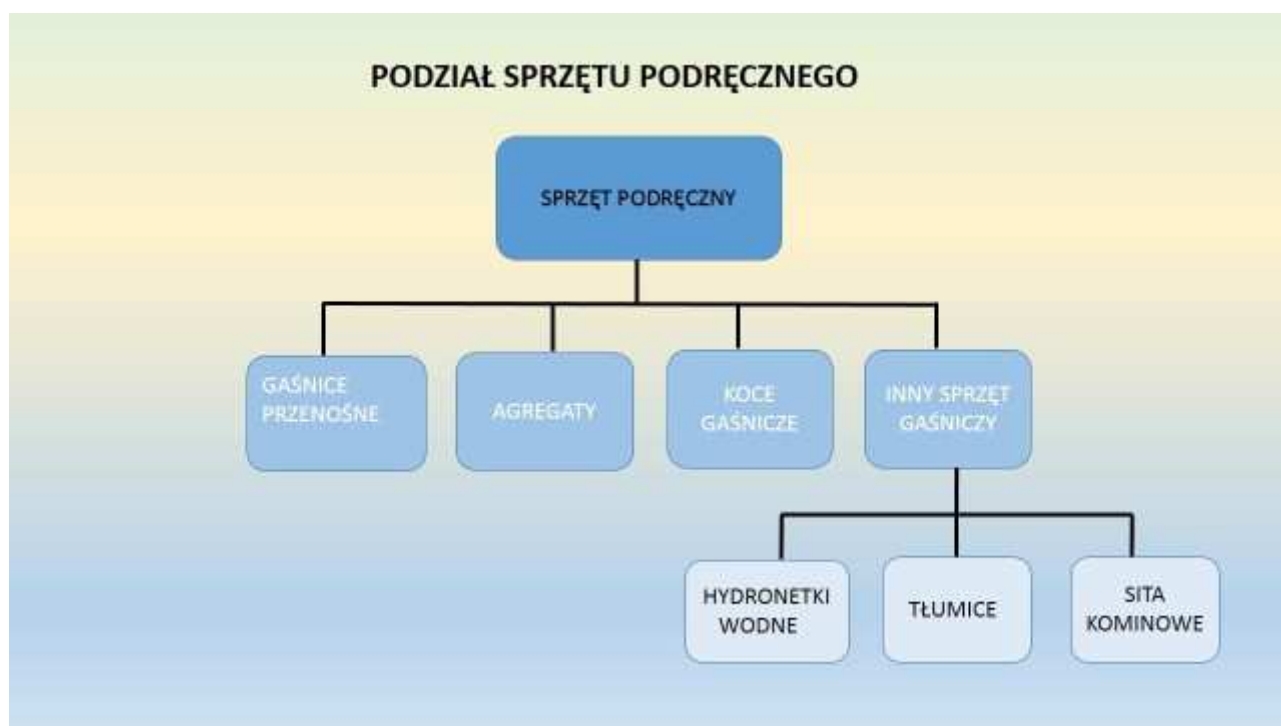 PODZIAŁ SPRZĘTU PODRĘCZNEGO
SPRZĘT PODRĘCZNY
GAŚNICE
PRZENOŚNE
AGREGATY
KOCE
GAŚNICZE
INNY SPRZĘT
GAŚNICZY
HYDRONETKI
WODNE
TŁUMICE
SITA
KOMINOWE